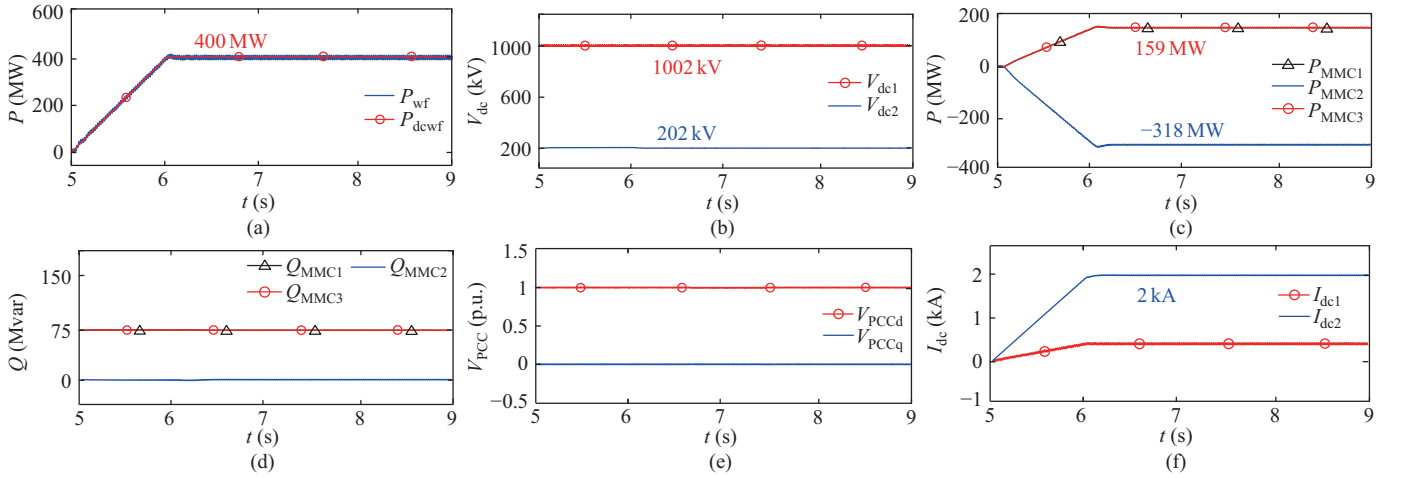 400 MW
400
200
0
P (MW)
P_wf
P_dcwf
5 6 7 8 9
t (s)
(a)
1000
600
200
V_dc (kV)
1002 kV
V_dc1
V_dc2
202 kV
5 6 7 8 9
t (s)
(b)
200
0
−200
−400
P (MW)
159 MW
P_MMC1
P_MMC2
P_MMC3
−318 MW
5 6 7 8 9
t (s)
(c)
150
75
0
Q (Mvar)
Q_MMC1 Q_MMC2
Q_MMC3
5 6 7 8 9
t (s)
(d)
1.5
1
0.5
0
−0.5
V_PCC (p.u.)
V_PCCd
V_PCCq
5 6 7 8 9
t (s)
(e)
2
0
−1
I_dc (kA)
2 kA
I_dc1
I_dc2
5 6 7 8 9
t (s)
(f)